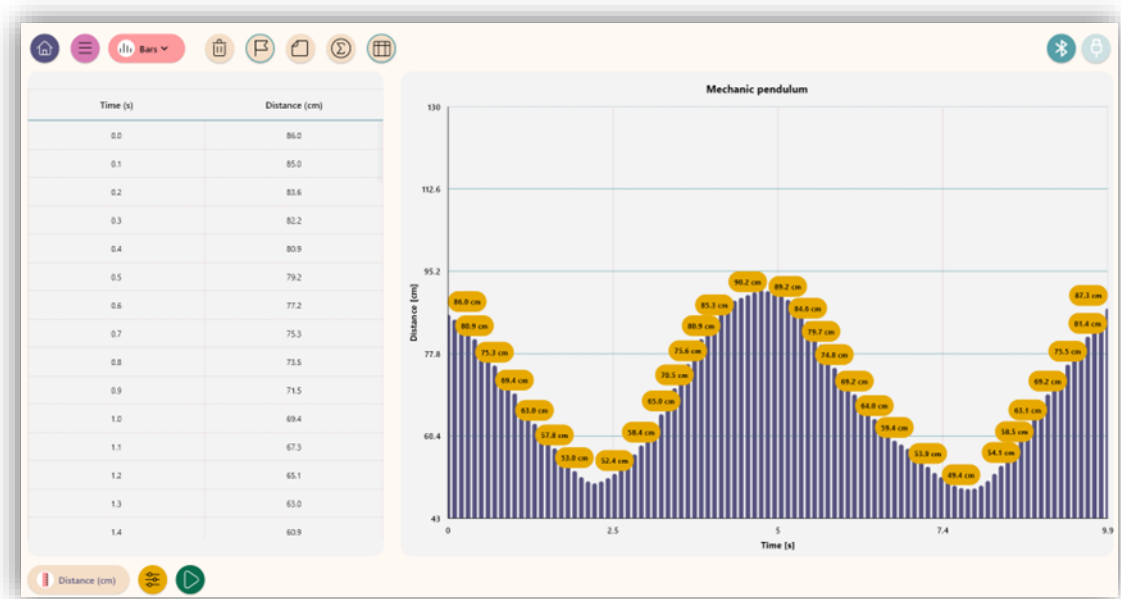 Bars
Time (s) Distance (cm)
0.0 86.0
0.1 85.0
0.2 83.6
0.3 82.2
0.4 80.9
0.5 79.2
0.6 77.2
0.7 75.3
0.8 73.5
0.9 71.5
1.0 69.4
1.1 67.3
1.2 65.1
1.3 63.0
1.4 60.9
Mechanic pendulum
Distance [cm]
130
112.6
95.2
77.8
60.4
43
86.0 cm
80.9 cm
75.3 cm
69.4 cm
63.0 cm
57.8 cm
53.0 cm
52.4 cm
58.4 cm
65.0 cm
70.5 cm
75.6 cm
80.9 cm
85.3 cm
90.2 cm
89.2 cm
84.6 cm
79.7 cm
74.8 cm
69.2 cm
64.0 cm
59.4 cm
53.9 cm
49.4 cm
54.1 cm
58.5 cm
63.1 cm
69.2 cm
75.5 cm
81.4 cm
87.3 cm
0 2.5 5 7.4 9.9
Time [s]
Distance (cm)